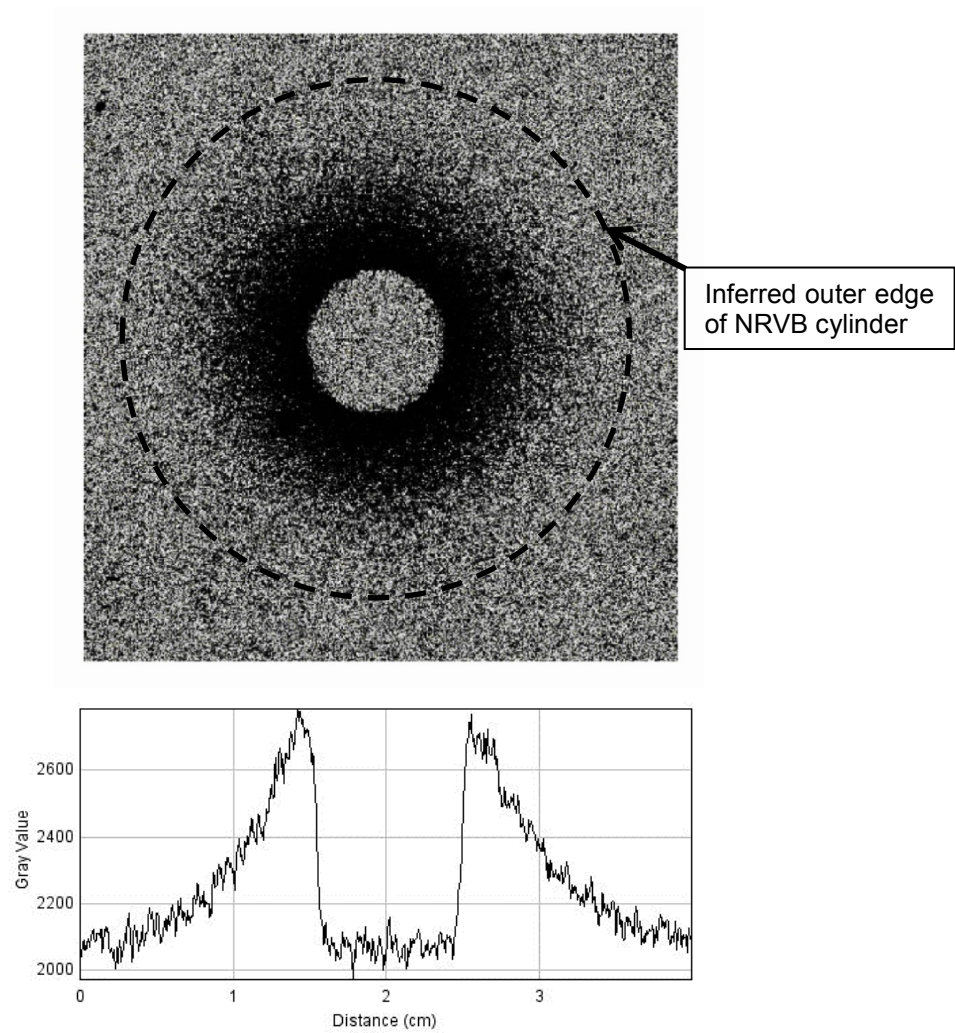 Inferred outer edge
of NRVB cylinder
2600
2400
2200
2000
Gray Value
0 1 2 3
Distance (cm)